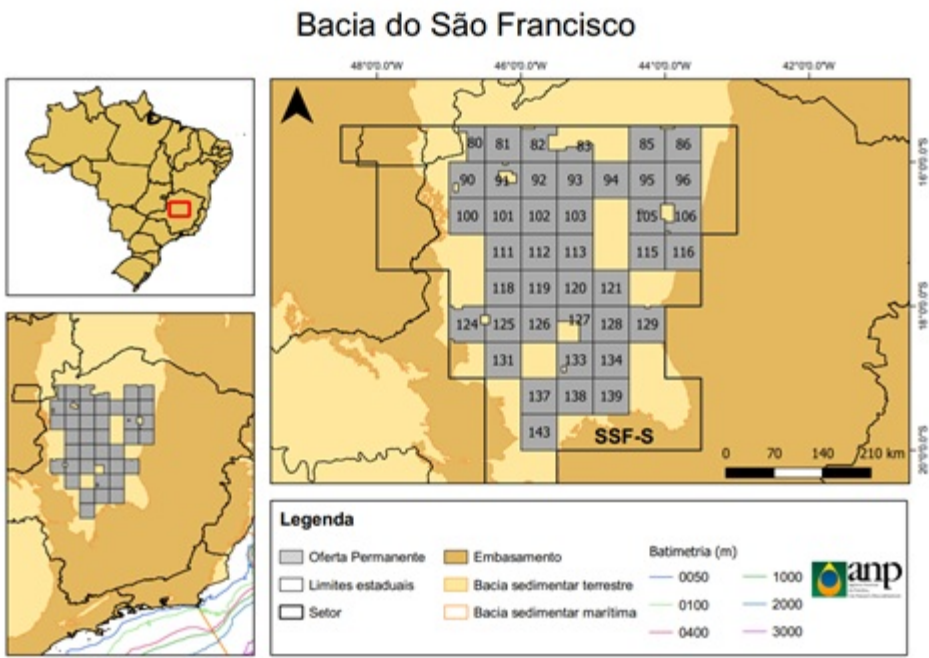 Bacia do São Francisco
48°0'0.0"W 46°0'0.0"W 44°0'0.0"W 42°0'0.0"W
80 81 82 83 85 86
16°0'0.0"S
90 91 92 93 94 95 96
100 101 102 103 105 106
111 112 113 115 116
118 119 120 121
18°0'0.0"S
124 125 126 127 128 129
131 133 134
137 138 139
143 SSF-S
20°0'0.0"S
0 70 140 210 km
Legenda
Oferta Permanente
Limites estaduais
Setor
Embasamento
Bacia sedimentar terrestre
Bacia sedimentar marítima
Batimetria (m)
0050 1000
0100 2000
0400 3000
anp